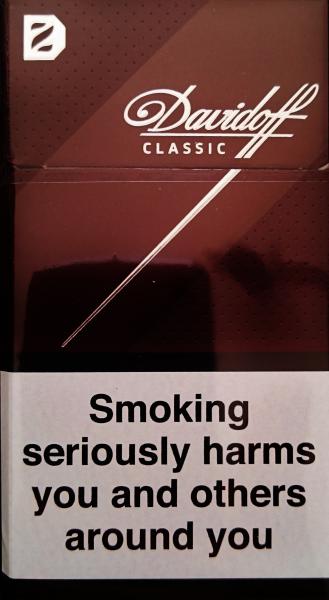 Davidoff
CLASSIC
Smoking
seriously harms
you and others
around you